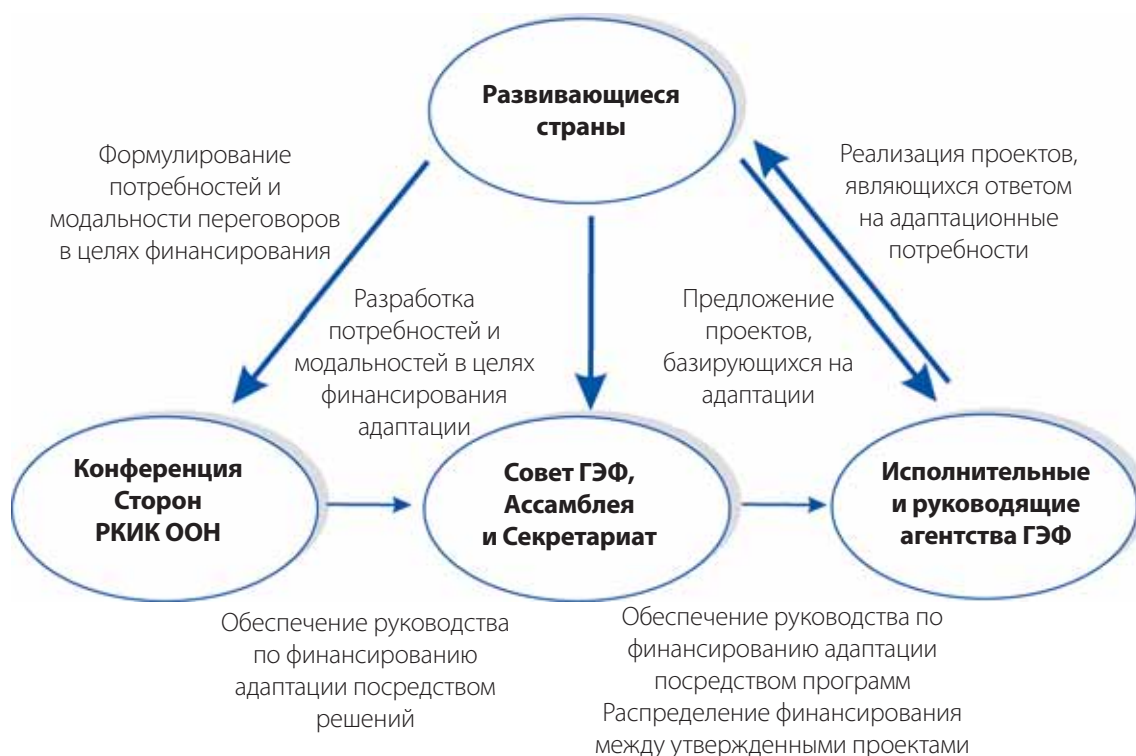 Развивающиеся
страны
Формулирование
потребностей и
модальности переговоров
в целях финансирования
Реализация проектов,
являющихся ответом
на адаптационные
потребности
Разработка
потребностей и
модальностей в целях
финансирования
адаптации
Предложение
проектов,
базирующихся на
адаптации
Конференция
Сторон
РКИК ООН
Совет ГЭФ,
Ассамблея
и Секретариат
Исполнительные
и руководящие
агентства ГЭФ
Обеспечение руководства
по финансированию
адаптации посредством
решений
Обеспечение руководства по
финансированию адаптации
посредством программ
Распределение финансирования
между утвержденными проектами